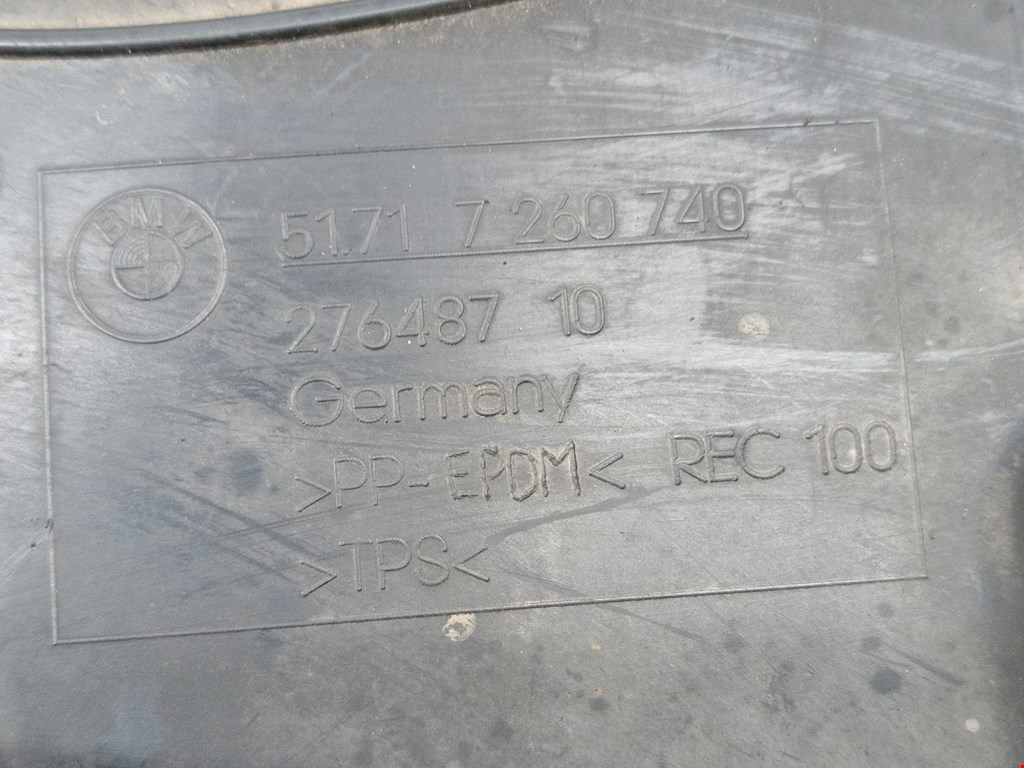 BMW
51.71 7 260 740
276487 10
Germany
>PP-EPDM< REC 100
>TPS<